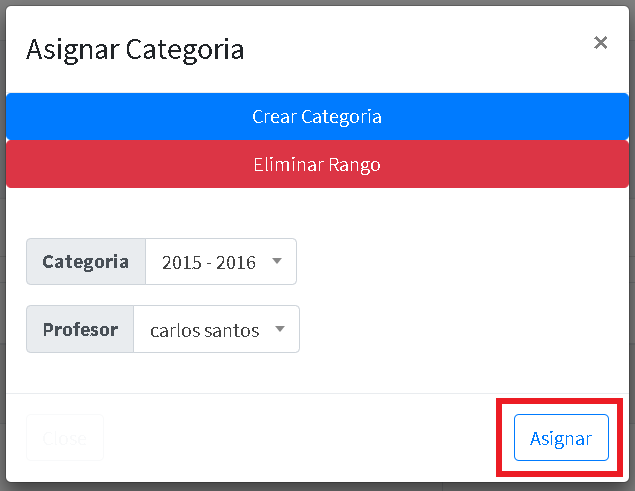 Asignar Categoria
×
Crear Categoria
Eliminar Rango
Categoria 2015 - 2016
Profesor carlos santos
Close Asignar